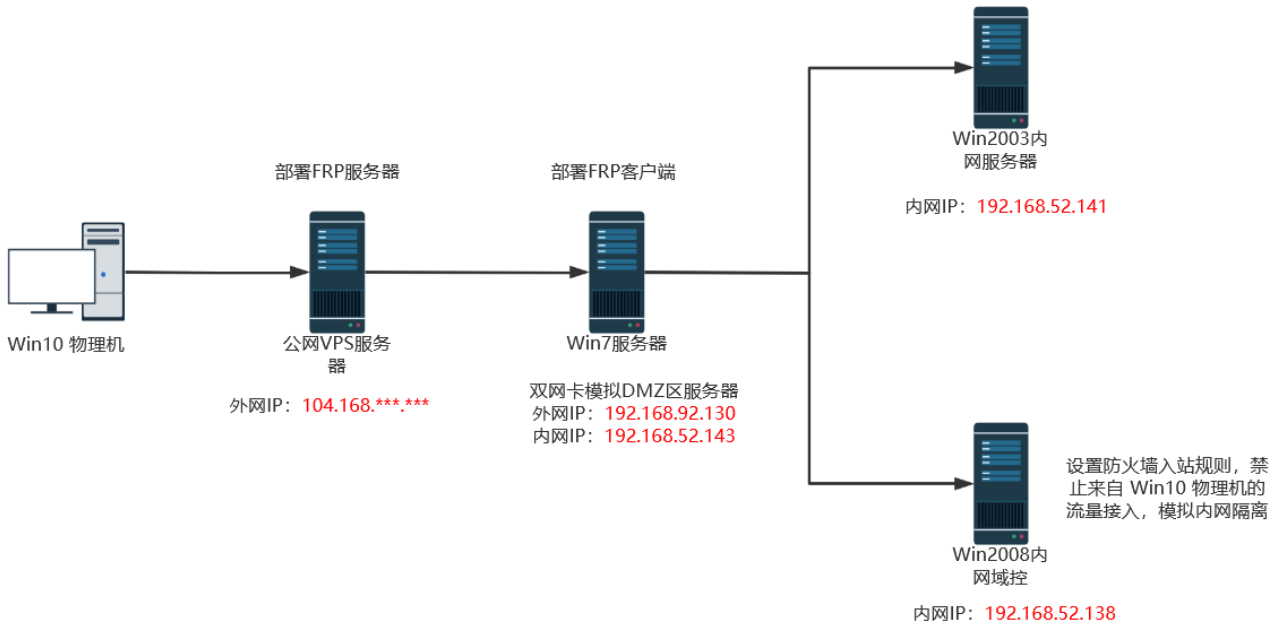 Win2003内
网服务器
内网IP：192.168.52.141
部署FRP服务器
部署FRP客户端
Win10 物理机
公网VPS服务
器
外网IP：104.168.***.***
Win7服务器
双网卡模拟DMZ区服务器
外网IP：192.168.92.130
内网IP：192.168.52.143
设置防火墙入站规则，禁
止来自 Win10 物理机的
流量接入，模拟内网隔离
Win2008内
网域控
内网IP：192.168.52.138